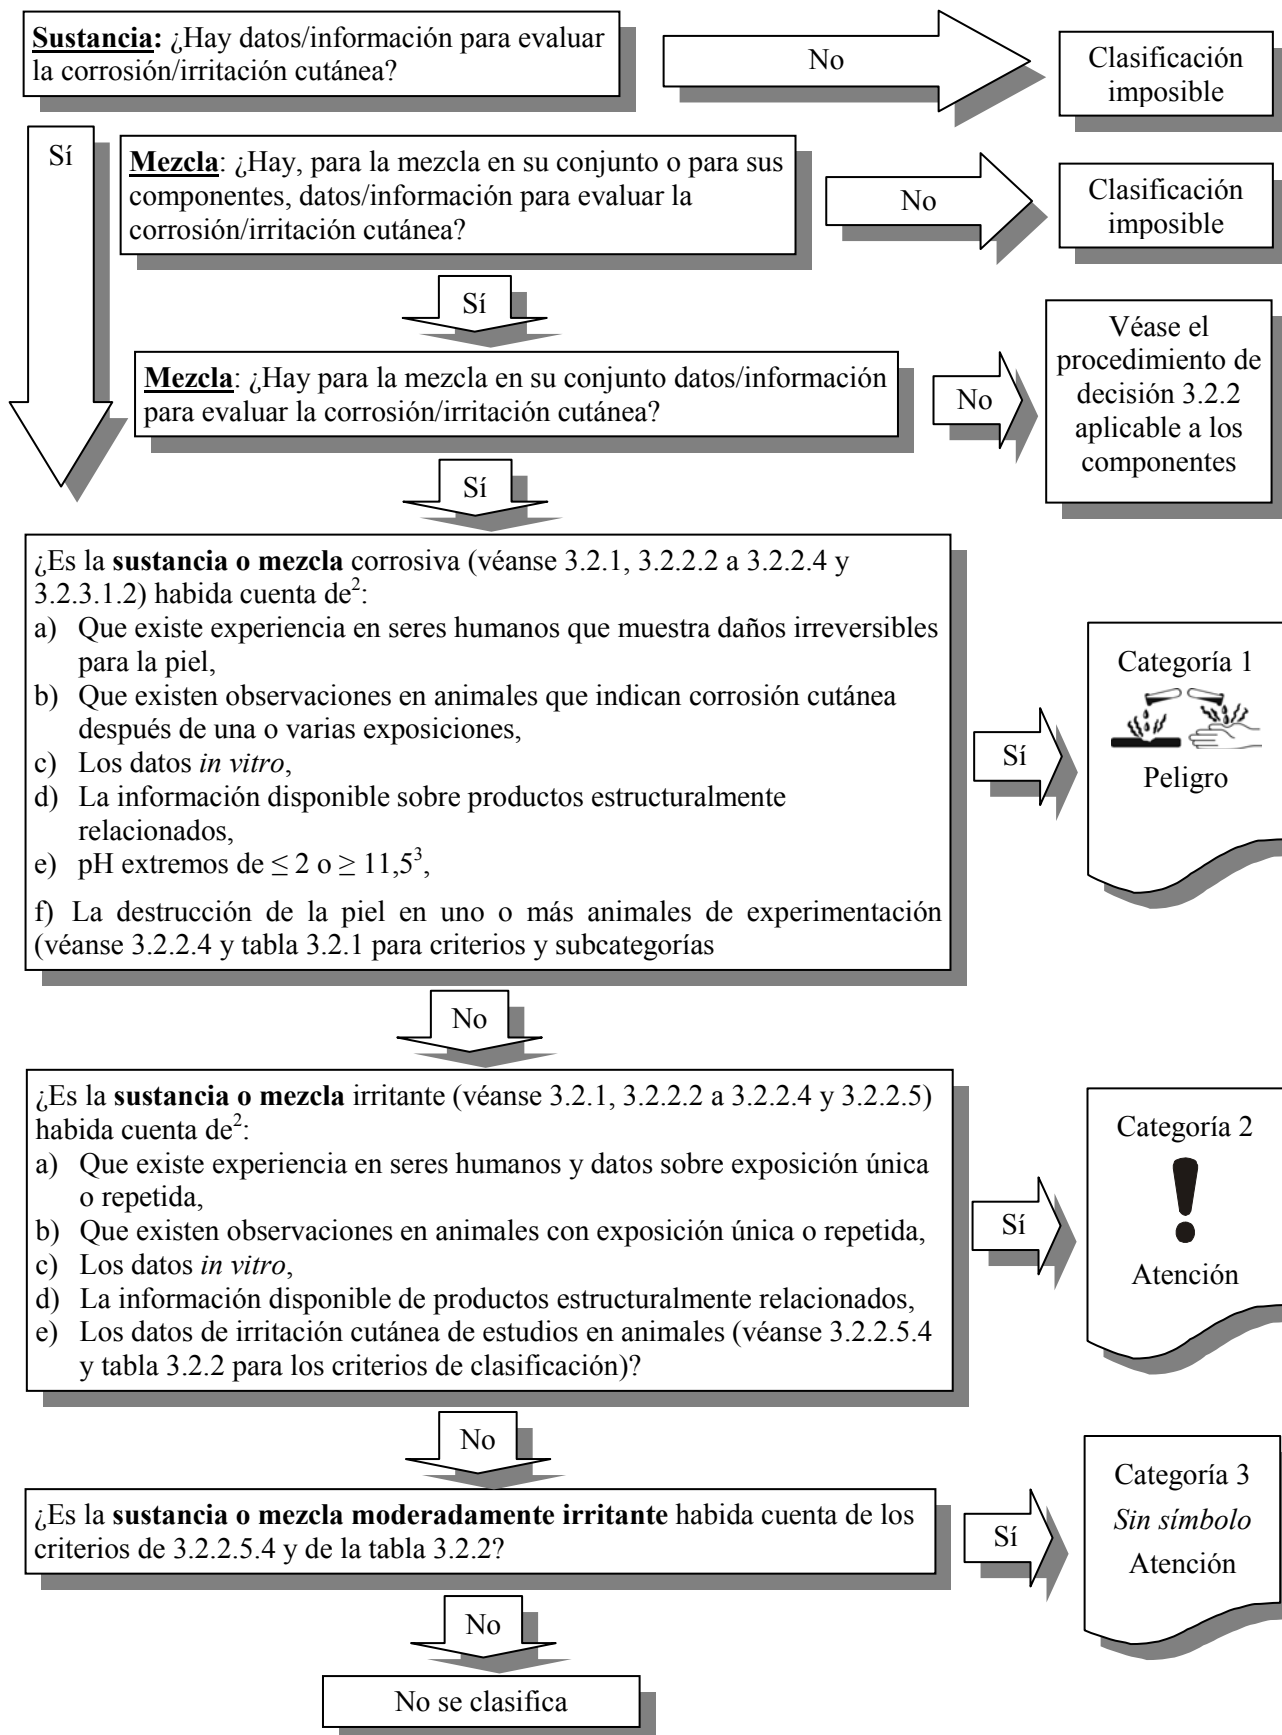 Sustancia: ¿Hay datos/información para evaluar
la corrosión/irritación cutánea?
No
Clasificación
imposible
Sí
Mezcla: ¿Hay, para la mezcla en su conjunto o para sus
componentes, datos/información para evaluar la
corrosión/irritación cutánea?
No
Clasificación
imposible
Sí
Mezcla: ¿Hay para la mezcla en su conjunto datos/información
para evaluar la corrosión/irritación cutánea?
No
Véase el
procedimiento de
decisión 3.2.2
aplicable a los
componentes
Sí
¿Es la sustancia o mezcla corrosiva (véanse 3.2.1, 3.2.2.2 a 3.2.2.4 y
3.2.3.1.2) habida cuenta de²:
a) Que existe experiencia en seres humanos que muestra daños irreversibles
para la piel,
b) Que existen observaciones en animales que indican corrosión cutánea
después de una o varias exposiciones,
c) Los datos in vitro,
d) La información disponible sobre productos estructuralmente
relacionados,
e) pH extremos de ≤ 2 o ≥ 11,5³,
f) La destrucción de la piel en uno o más animales de experimentación
(véanse 3.2.2.4 y tabla 3.2.1 para criterios y subcategorías
Sí
Categoría 1
Peligro
No
¿Es la sustancia o mezcla irritante (véanse 3.2.1, 3.2.2.2 a 3.2.2.4 y 3.2.2.5)
habida cuenta de²:
a) Que existe experiencia en seres humanos y datos sobre exposición única
o repetida,
b) Que existen observaciones en animales con exposición única o repetida,
c) Los datos in vitro,
d) La información disponible de productos estructuralmente relacionados,
e) Los datos de irritación cutánea de estudios en animales (véanse 3.2.2.5.4
y tabla 3.2.2 para los criterios de clasificación)?
Sí
Categoría 2
Atención
No
¿Es la sustancia o mezcla moderadamente irritante habida cuenta de los
criterios de 3.2.2.5.4 y de la tabla 3.2.2?
Sí
Categoría 3
Sin símbolo
Atención
No
No se clasifica